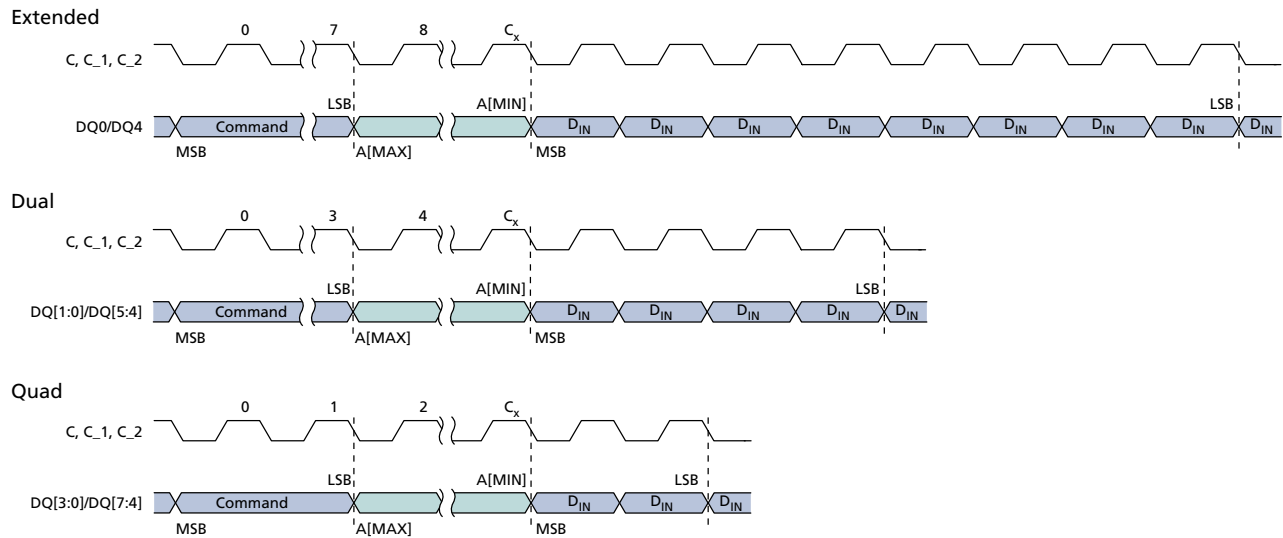 Extended
0 7 8 Cx
C, C_1, C_2
LSB A[MIN] LSB
DQ0/DQ4 Command DIN DIN DIN DIN DIN DIN DIN DIN DIN
MSB A[MAX] MSB
Dual
0 3 4 Cx
C, C_1, C_2
LSB A[MIN] LSB
DQ[1:0]/DQ[5:4] Command DIN DIN DIN DIN DIN
MSB A[MAX] MSB
Quad
0 1 2 Cx
C, C_1, C_2
LSB A[MIN] LSB
DQ[3:0]/DQ[7:4] Command DIN DIN DIN
MSB A[MAX] MSB